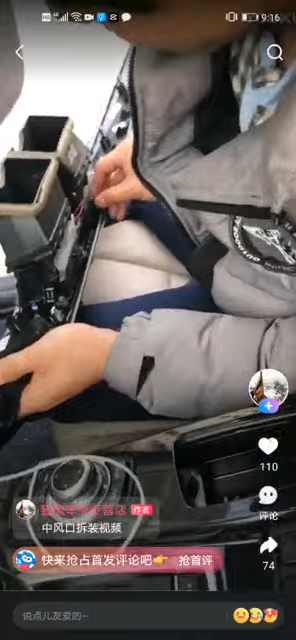 9:16
110
评论
74
作者
中风口拆装视频
快来抢占首发评论吧👉 抢首评
说点儿友爱的~